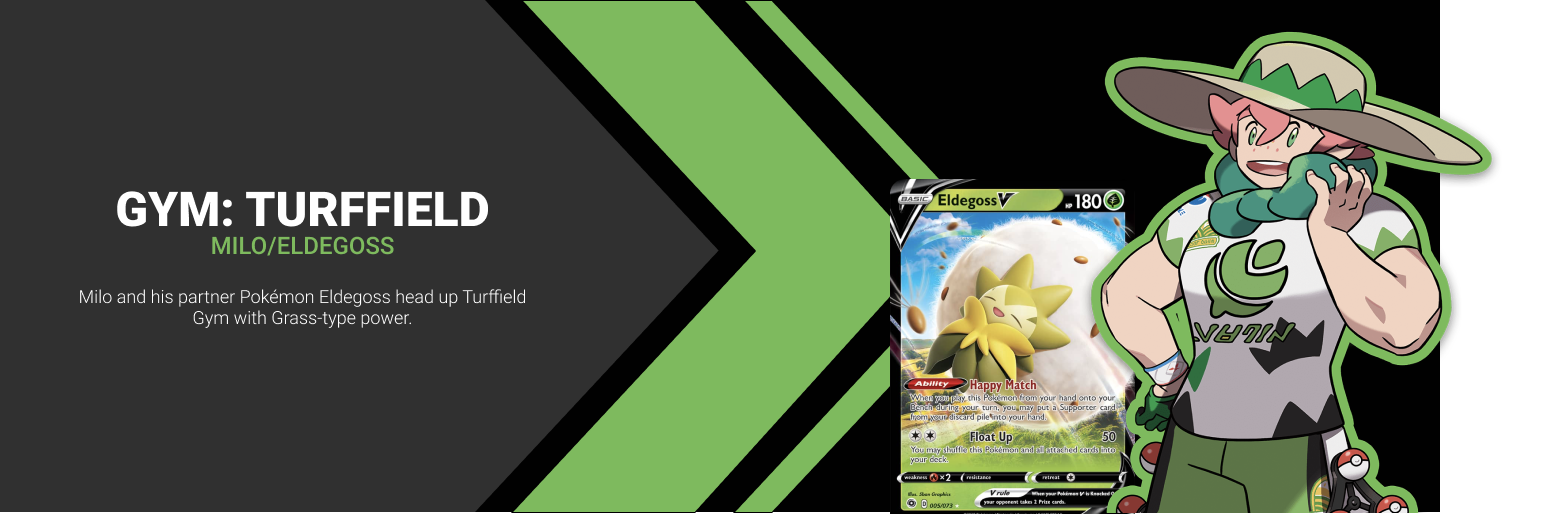 GYM: TURFFIELD
MILO/ELDEGOSS
Milo and his partner Pokémon Eldegoss head up Turffield
Gym with Grass-type power.
BASIC
Eldegoss V
HP 180
Ability Happy Match
When you play this Pokémon from your hand onto your
Bench during your turn, you may put a Supporter card
from your discard pile into your hand.
Float Up 50
You may shuffle this Pokémon and all attached cards into
your deck.
weakness ×2 resistance retreat
Illus. 5ban Graphics
V rule When your Pokémon V is Knocked O
your opponent takes 2 Prize cards.
D 005/073